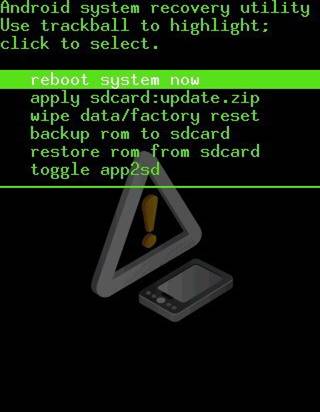 Android system recovery utility
Use trackball to highlight;
click to select.
reboot system now
apply sdcard:update.zip
wipe data/factory reset
backup rom to sdcard
restore rom from sdcard
toggle app2sd